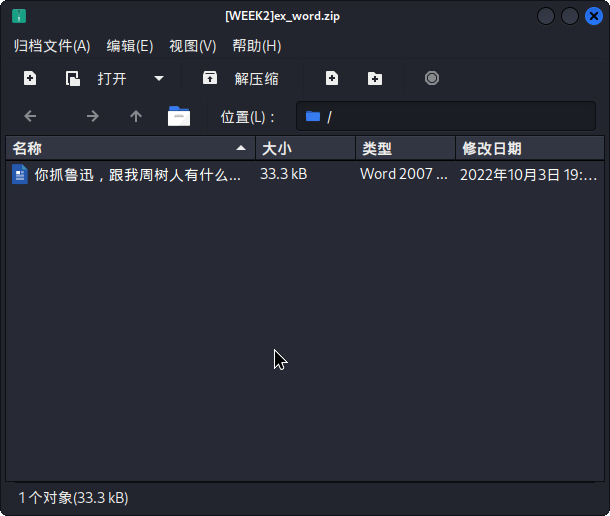 [WEEK2]ex_word.zip
归档文件(A) 编辑(E) 视图(V) 帮助(H)
打开 解压缩
位置(L)： /
名称 大小 类型 修改日期
你抓鲁迅，跟我周树人有什么... 33.3 kB Word 2007 ... 2022年10月3日 19:...
1个对象(33.3 kB)